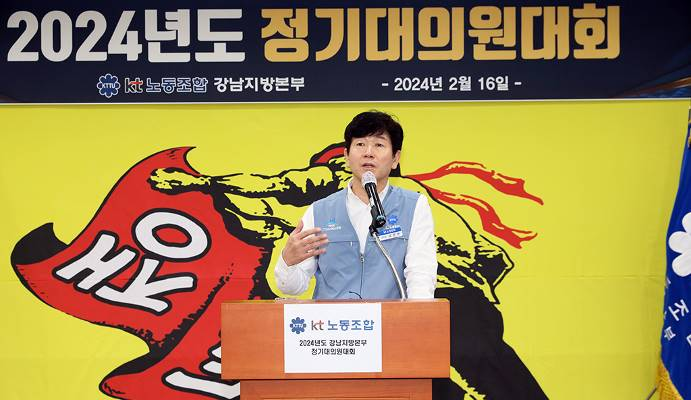 2024년도 정기대의원대회
KTTU kt 노동조합 강남지방본부
- 2024년 2월 16일 -
쟁
KTTU kt 노동조합
2024년도 강남지방본부
정기대의원대회